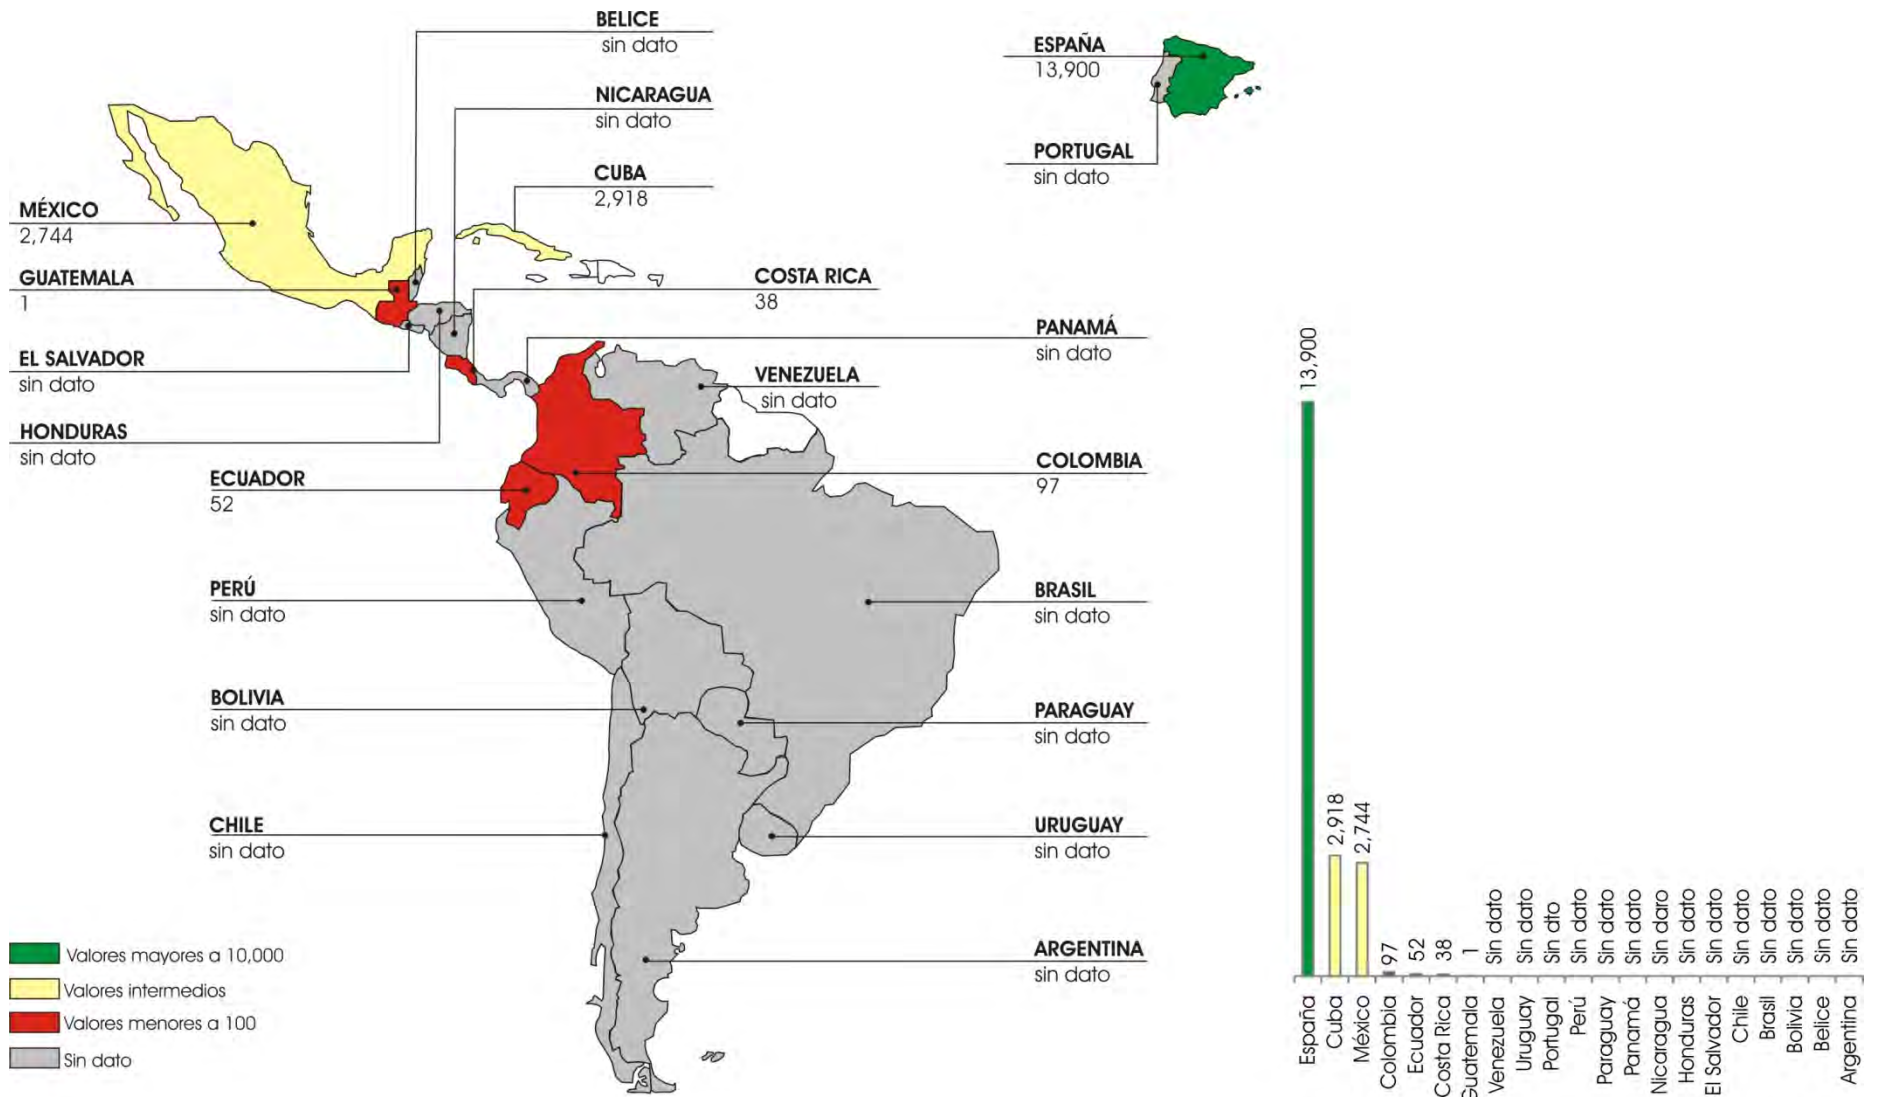 BELICE
sin dato
ESPAÑA
13,900
NICARAGUA
sin dato
PORTUGAL
sin dato
CUBA
2,918
MÉXICO
2,744
GUATEMALA
1
COSTA RICA
38
PANAMÁ
sin dato
EL SALVADOR
sin dato
VENEZUELA
sin dato
HONDURAS
sin dato
COLOMBIA
97
ECUADOR
52
PERÚ
sin dato
BRASIL
sin dato
BOLIVIA
sin dato
PARAGUAY
sin dato
CHILE
sin dato
URUGUAY
sin dato
ARGENTINA
sin dato
Valores mayores a 10,000
Valores intermedios
Valores menores a 100
Sin dato
13,900
2,918
2,744
97
52
38
1
Sin dato
Sin dato
Sin dto
Sin dato
Sin dato
Sin dato
Sin daro
Sin dato
Sin dato
Sin dato
Sin dato
Sin dato
Sin dato
Sin dato
España
Cuba
México
Colombia
Ecuador
Costa Rica
Guatemala
Venezuela
Uruguay
Portugal
Perú
Paraguay
Panamá
Nicaragua
Honduras
El Salvador
Chile
Brasil
Bolivia
Belice
Argentina